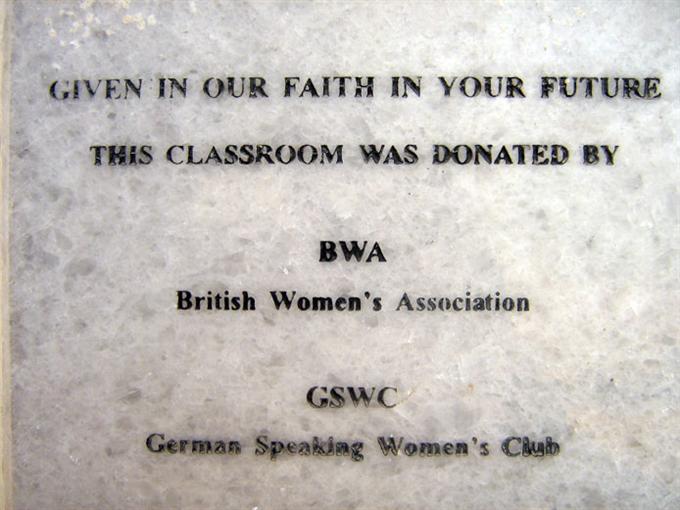 GIVEN IN OUR FAITH IN YOUR FUTURE
THIS CLASSROOM WAS DONATED BY
BWA
British Women's Association
GSWC
German Speaking Women's Club